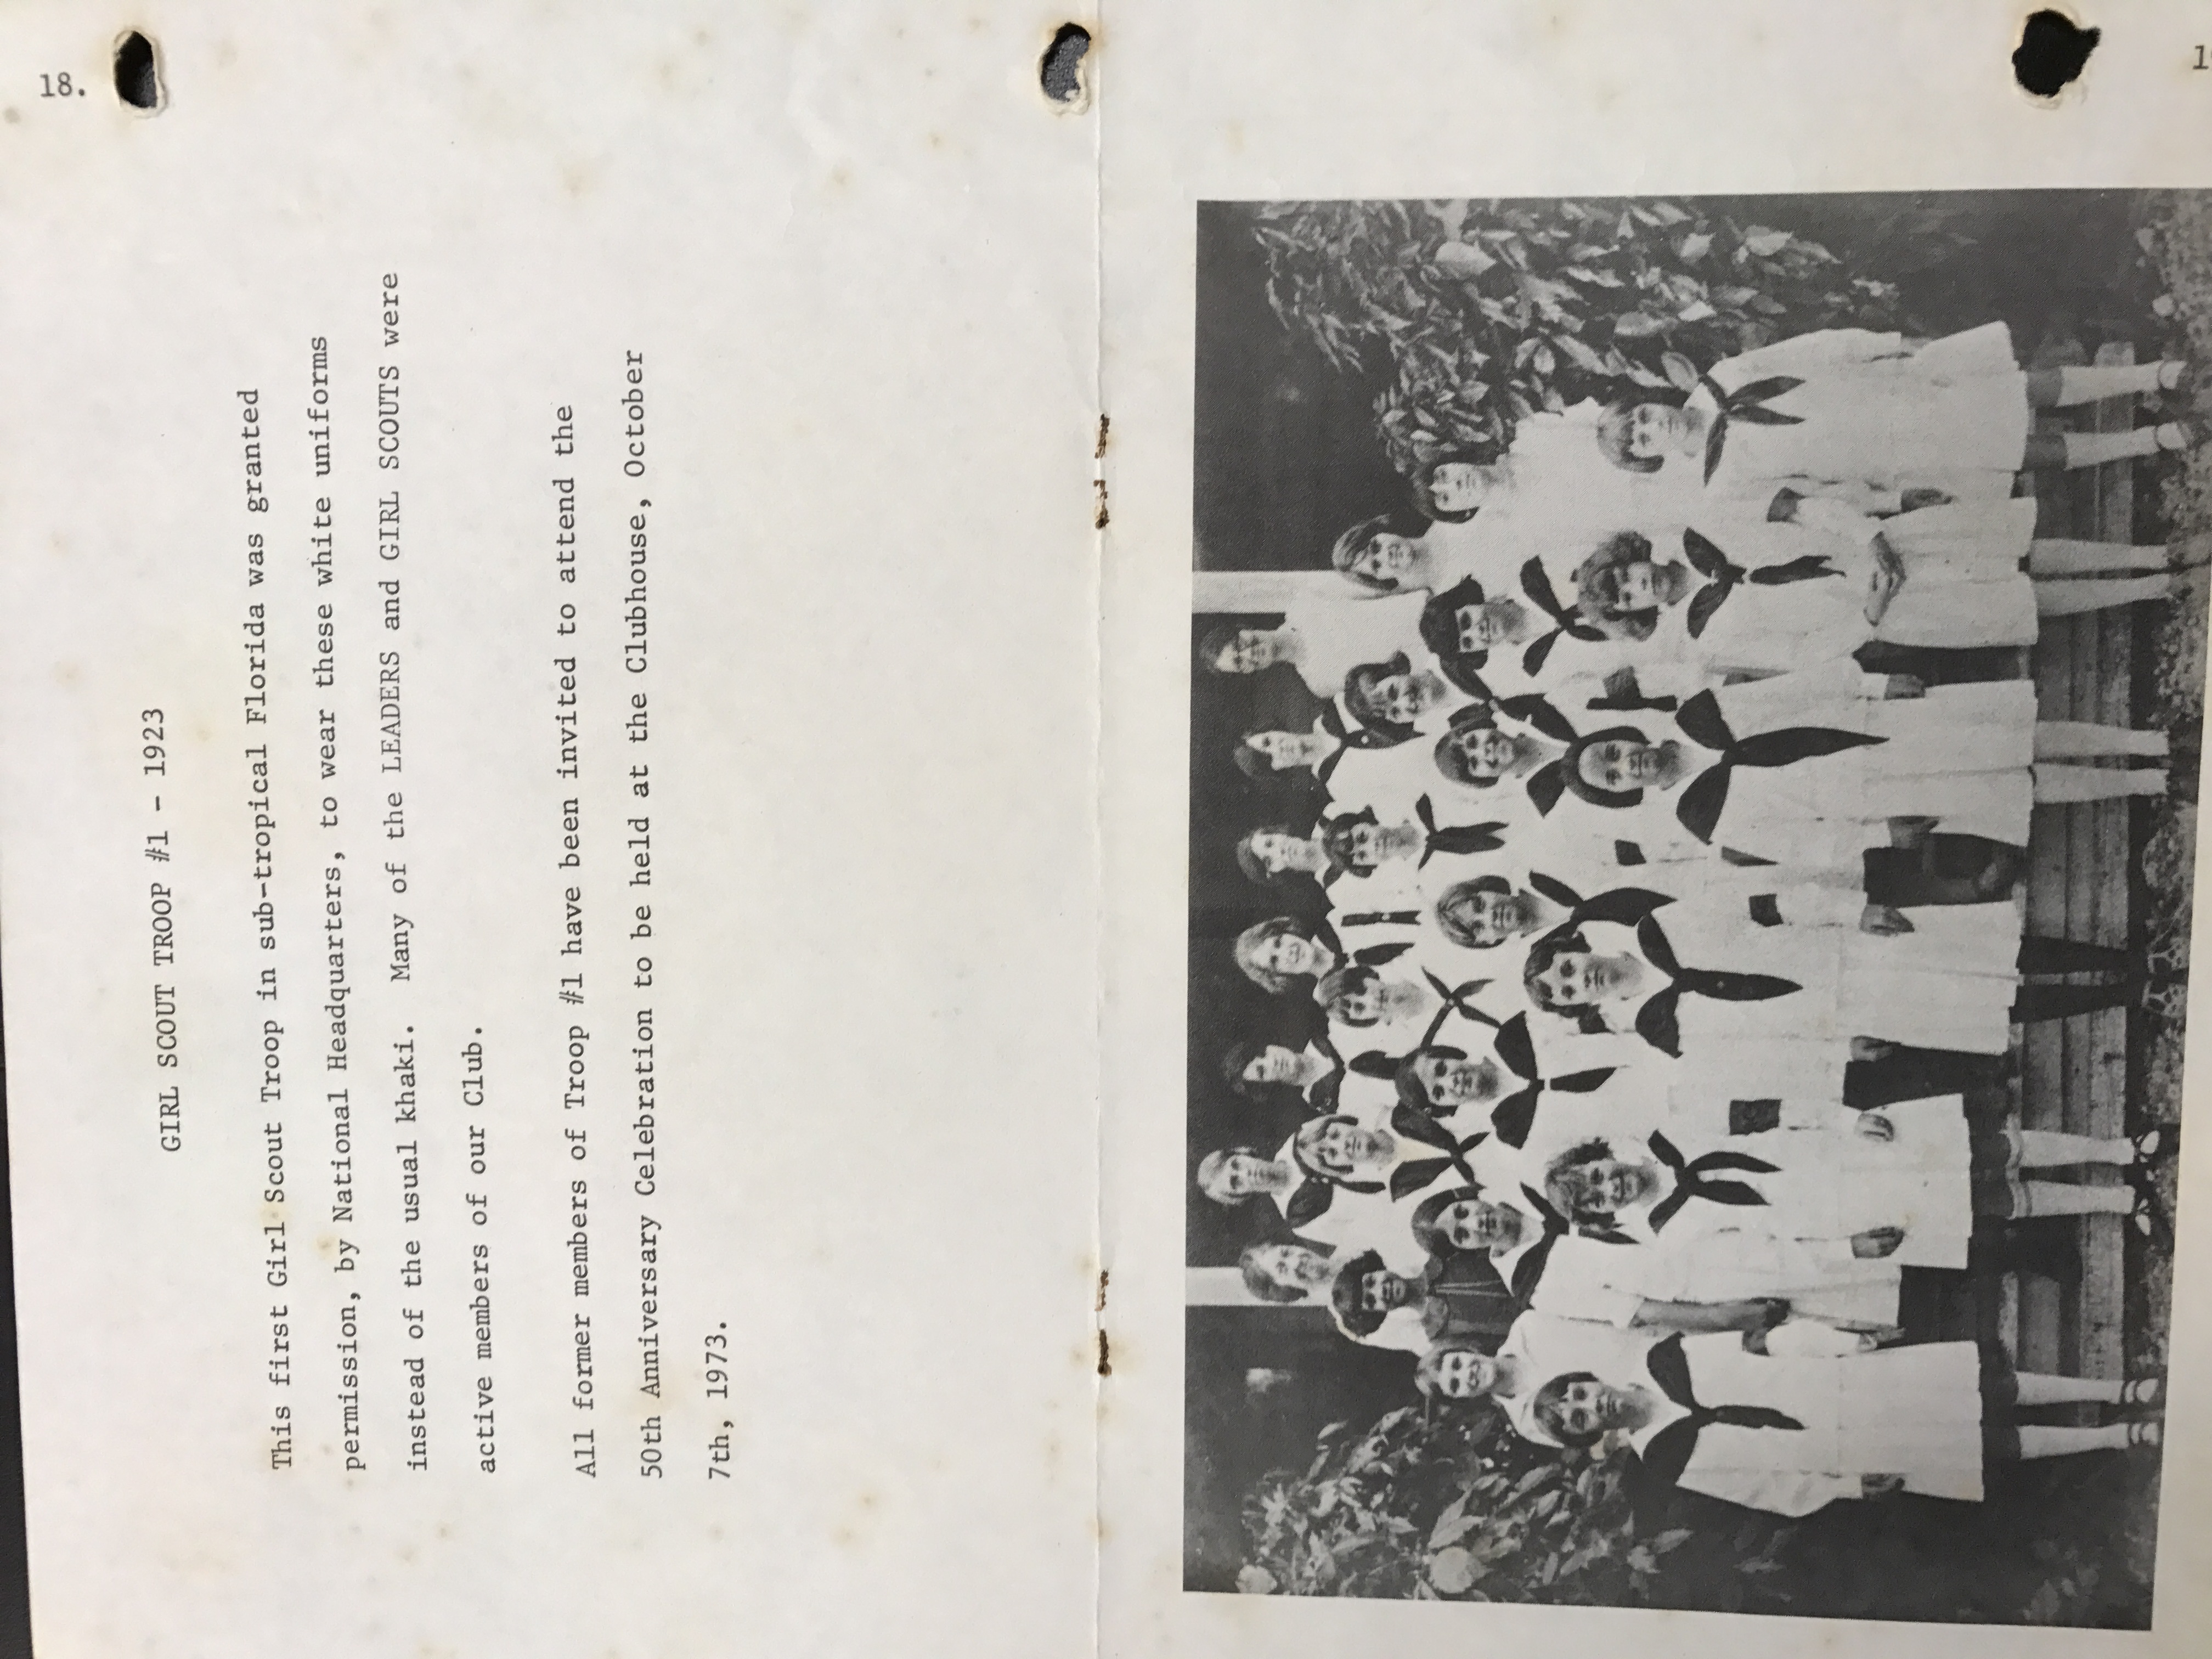 18.
GIRL SCOUT TROOP #1 - 1923
This first Girl Scout Troop in sub-tropical Florida was granted
permission, by National Headquarters, to wear these white uniforms
instead of the usual khaki. Many of the LEADERS and GIRL SCOUTS were
active members of our Club.
All former members of Troop #1 have been invited to attend the
50th Anniversary Celebration to be held at the Clubhouse, October
7th, 1973.